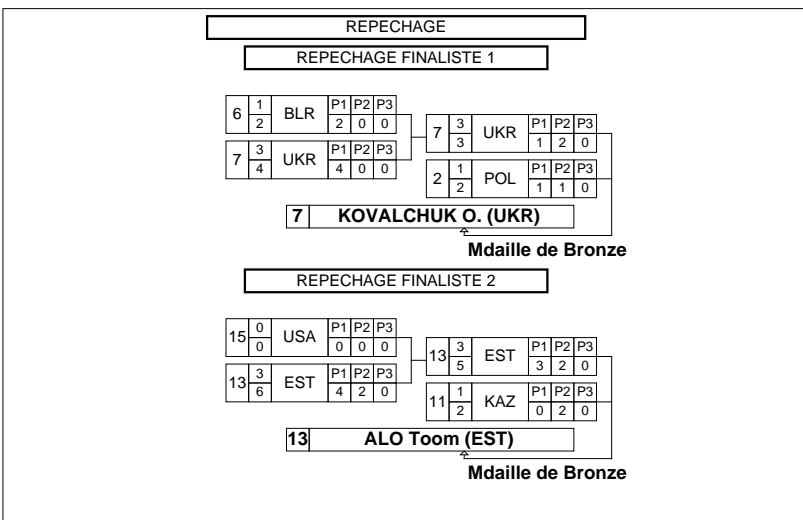 REPECHAGE
REPECHAGE FINALISTE 1
6 1 BLR P1 P2 P3
2 2 0 0
7 3 UKR P1 P2 P3
3 1 2 0
7 3 UKR P1 P2 P3
4 4 0 0
2 1 POL P1 P2 P3
2 1 1 0
7 KOVALCHUK O. (UKR)
Mdaille de Bronze
REPECHAGE FINALISTE 2
15 0 USA P1 P2 P3
0 0 0 0
13 3 EST P1 P2 P3
5 3 2 0
13 3 EST P1 P2 P3
6 4 2 0
11 1 KAZ P1 P2 P3
2 0 2 0
13 ALO Toom (EST)
Mdaille de Bronze